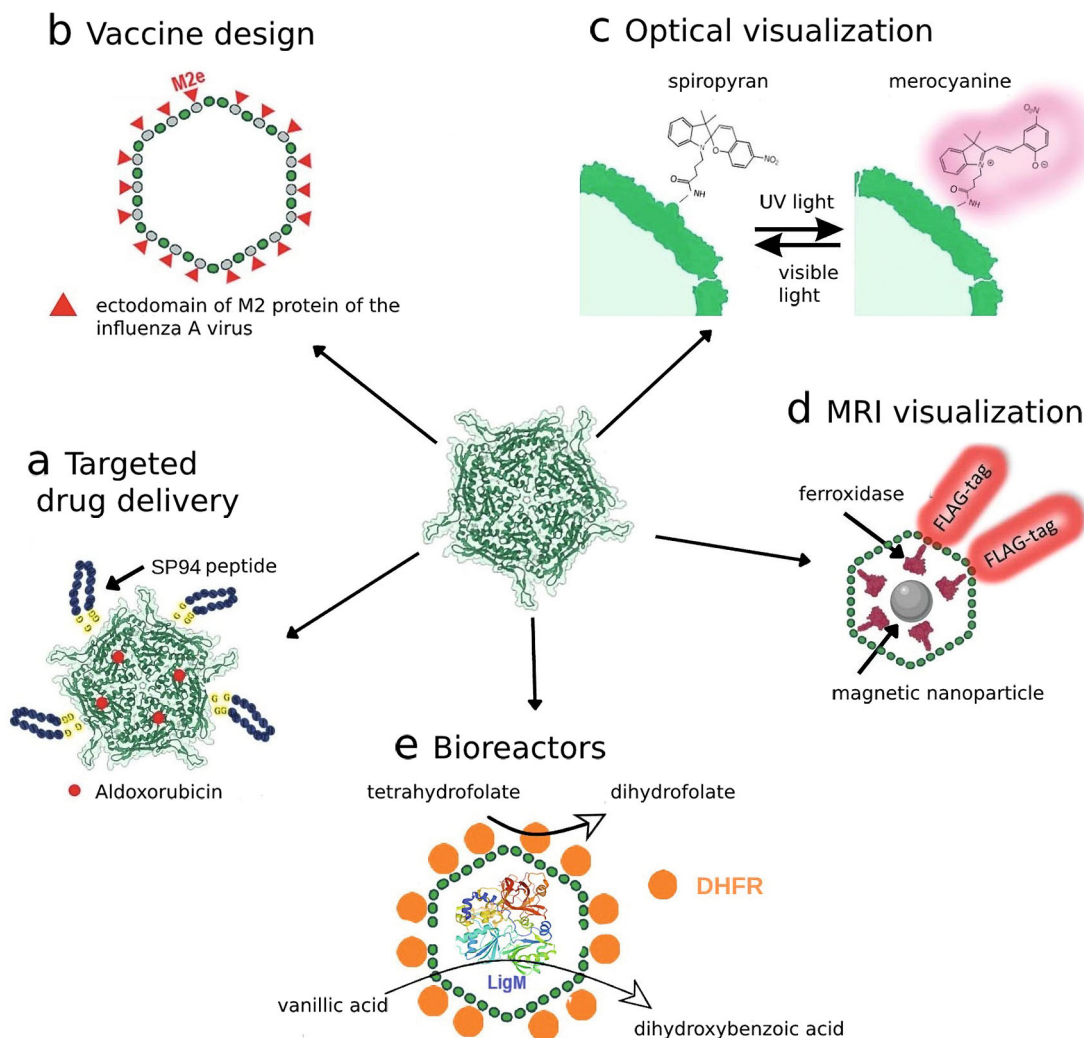 b Vaccine design
M2e
ectodomain of M2 protein of the
influenza A virus
c Optical visualization
spiropyran
merocyanine
NO₂
N
O
O
NH
UV light
visible
light
O₂N
N
⊕
O
⊖
O
NH
a Targeted
drug delivery
SP94 peptide
G G G G
G G G G
G G G G
G G G G
Aldoxorubicin
d MRI visualization
ferroxidase
FLAG-tag
FLAG-tag
magnetic nanoparticle
e Bioreactors
tetrahydrofolate
dihydrofolate
DHFR
LigM
vanillic acid
dihydroxybenzoic acid